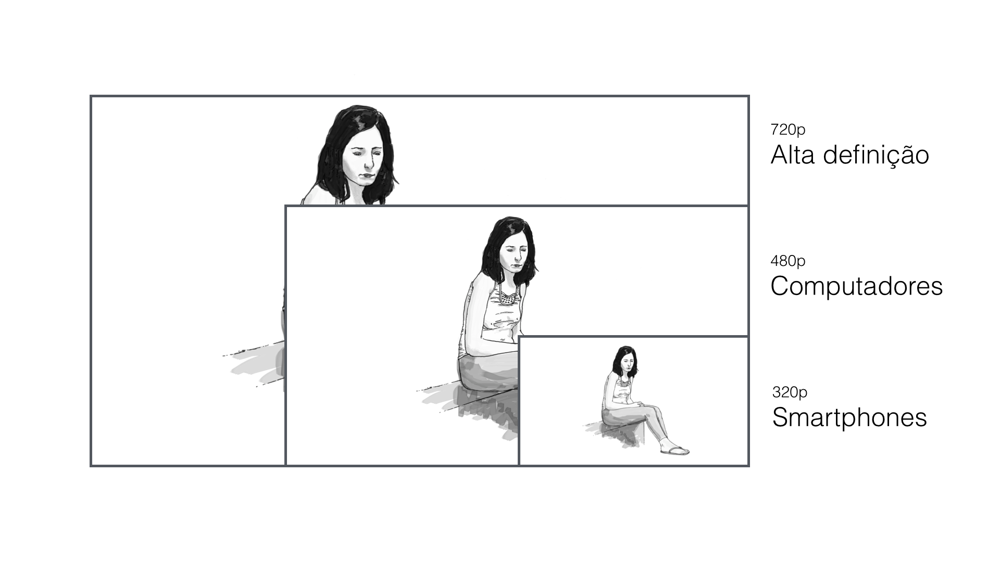 720p
Alta definição
480p
Computadores
320p
Smartphones